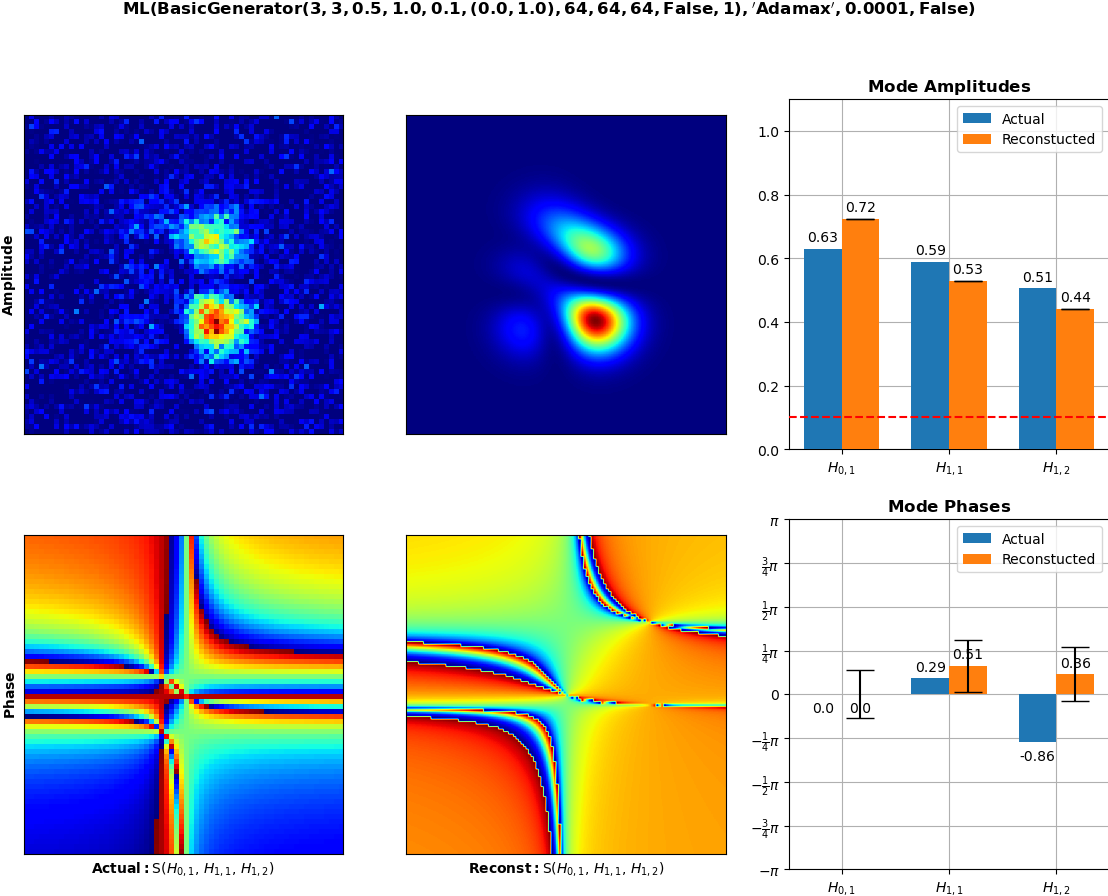 ML(BasicGenerator(3, 3, 0.5, 1.0, 0.1, (0.0, 1.0), 64, 64, 64, False, 1), 'Adamax', 0.0001, False)
Amplitude
Mode Amplitudes
Actual
Reconstucted
1.0
0.8
0.6
0.4
0.2
0.0
0.63
0.72
0.59
0.53
0.51
0.44
H0, 1
H1, 1
H1, 2
Phase
Actual: S(H0, 1, H1, 1, H1, 2)
Reconst: S(H0, 1, H1, 1, H1, 2)
Mode Phases
Actual
Reconstucted
π
3/4π
1/2π
1/4π
0
−1/4π
−1/2π
−3/4π
−π
0.0
0.0
0.29
0.51
-0.86
0.36
H0, 1
H1, 1
H1, 2